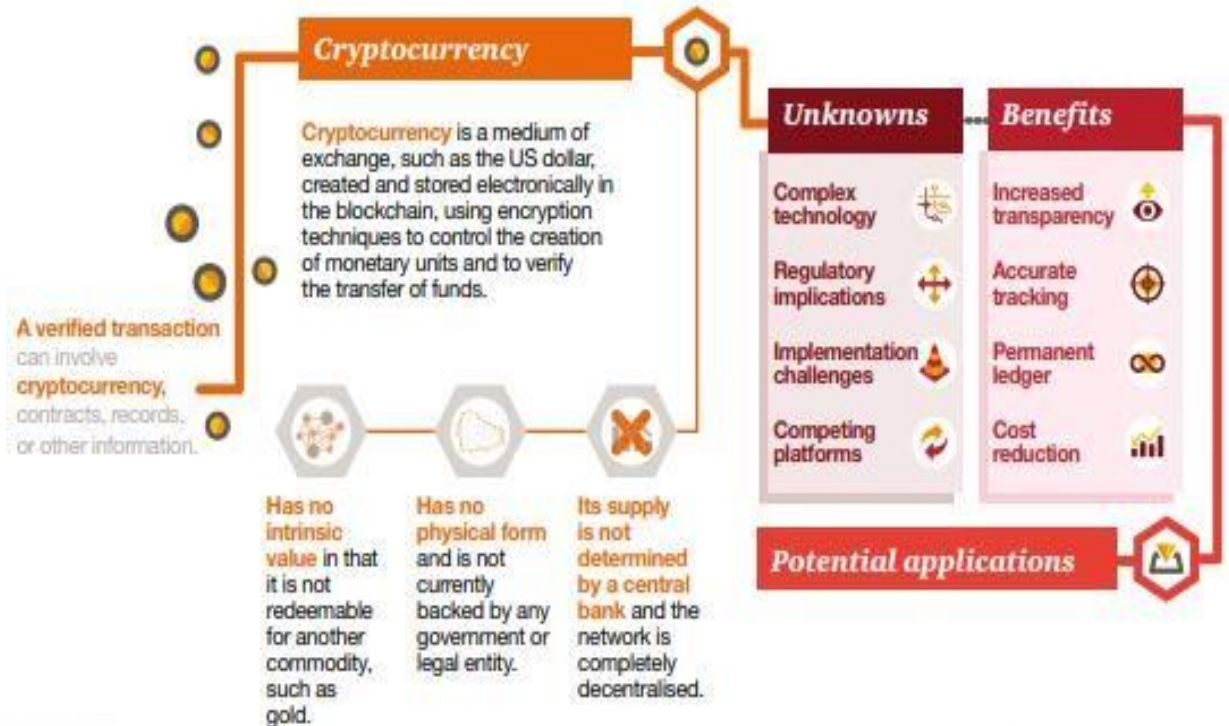 Cryptocurrency
Cryptocurrency is a medium of
exchange, such as the US dollar,
created and stored electronically in
the blockchain, using encryption
techniques to control the creation
of monetary units and to verify
the transfer of funds.
A verified transaction
can involve
cryptocurrency,
contracts, records,
or other information.
Has no
intrinsic
value in that
it is not
redeemable
for another
commodity,
such as
gold.
Has no
physical form
and is not
currently
backed by any
government or
legal entity.
Its supply
is not
determined
by a central
bank and the
network is
completely
decentralised.
Unknowns
Complex
technology
Regulatory
implications
Implementation
challenges
Competing
platforms
Benefits
Increased
transparency
Accurate
tracking
Permanent
ledger
Cost
reduction
Potential applications